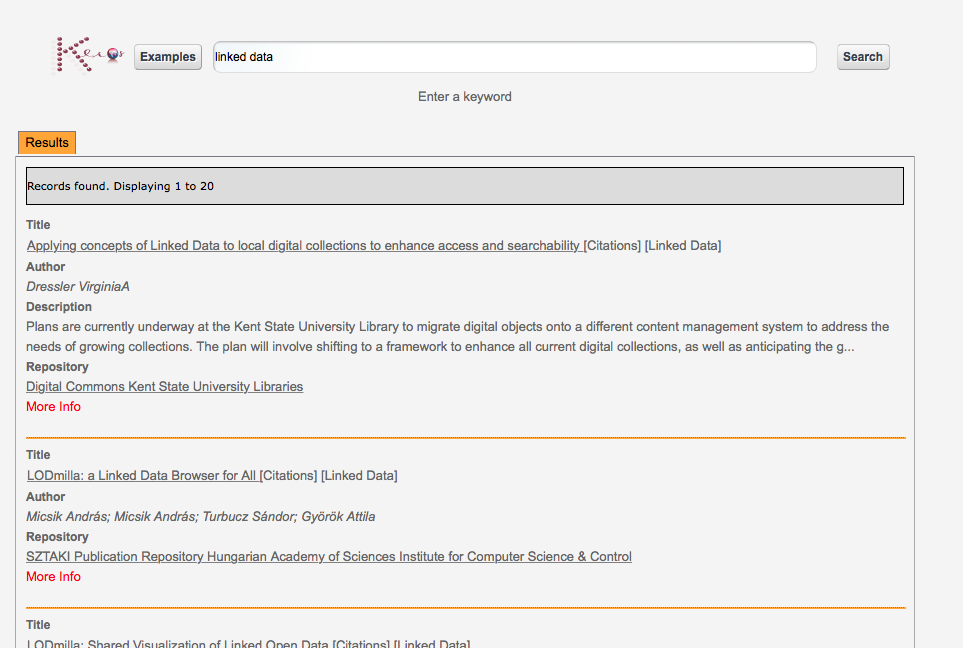 Kerɵs
Examples
linked data
Search
Enter a keyword
Results
Records found. Displaying 1 to 20
Title
Applying concepts of Linked Data to local digital collections to enhance access and searchability [Citations] [Linked Data]
Author
Dressler VirginiaA
Description
Plans are currently underway at the Kent State University Library to migrate digital objects onto a different content management system to address the
needs of growing collections. The plan will involve shifting to a framework to enhance all current digital collections, as well as anticipating the g...
Repository
Digital Commons Kent State University Libraries
More Info
Title
LODmilla: a Linked Data Browser for All [Citations] [Linked Data]
Author
Micsik András; Micsik András; Turbucz Sándor; Györök Attila
Repository
SZTAKI Publication Repository Hungarian Academy of Sciences Institute for Computer Science & Control
More Info
Title
LODmilla: Shared Visualization of Linked Open Data [Citations] [Linked Data]